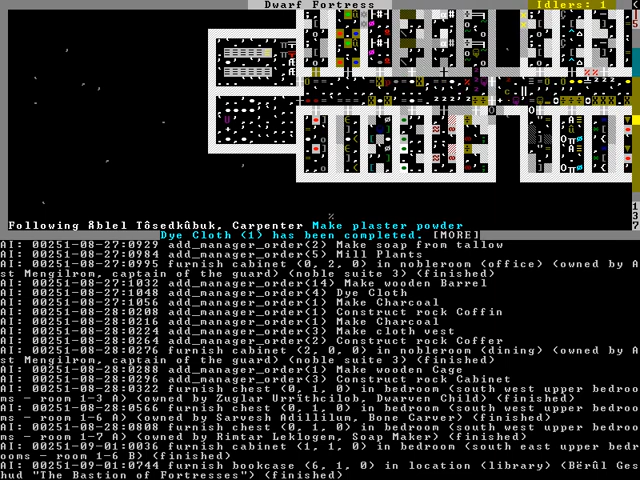 Dwarf Fortress
Idlers: 1
Following Ãblel Tôsedkûbuk, Carpenter Make plaster powder
Dye Cloth (1) has been completed. [MORE]
AI: 00251-08-27:0929 add_manager_order(2) Make soap from tallow
AI: 00251-08-27:0984 add_manager_order(5) Mill Plants
AI: 00251-08-27:0995 furnish cabinet (0, 2, 0) in nobleroom (office) (owned by A
st Mengilrom, captain of the guard) (noble suite 3) (finished)
AI: 00251-08-27:1032 add_manager_order(14) Make wooden Barrel
AI: 00251-08-27:1048 add_manager_order(4) Dye Cloth
AI: 00251-08-27:1056 add_manager_order(1) Make Charcoal
AI: 00251-08-28:0208 add_manager_order(1) Construct rock Coffin
AI: 00251-08-28:0216 add_manager_order(1) Make Charcoal
AI: 00251-08-28:0224 add_manager_order(3) Make cloth vest
AI: 00251-08-28:0264 add_manager_order(2) Construct rock Coffer
AI: 00251-08-28:0276 furnish cabinet (2, 0, 0) in nobleroom (dining) (owned by A
st Mengilrom, captain of the guard) (noble suite 3) (finished)
AI: 00251-08-28:0288 add_manager_order(1) Make wooden Cage
AI: 00251-08-28:0296 add_manager_order(3) Construct rock Cabinet
AI: 00251-08-28:0322 furnish chest (0, 1, 0) in bedroom (south west upper bedroo
ms - room 1-3 A) (owned by Zuglar Urrîthcilob, Dwarven Child) (finished)
AI: 00251-08-28:0566 furnish chest (0, 1, 0) in bedroom (south west upper bedroo
ms - room 1-6 A) (owned by Saresh Adillilum, Bone Carver) (finished)
AI: 00251-08-28:0808 furnish chest (0, 1, 0) in bedroom (south west upper bedroo
ms - room 1-7 A) (owned by Rimtar Leklogem, Soap Maker) (finished)
AI: 00251-09-01:0036 furnish cabinet (1, 1, 0) in bedroom (south east upper bedr
ooms - room 1-6 B) (finished)
AI: 00251-09-01:0744 furnish bookcase (6, 1, 0) in location (library) (Bërûl Ges
hud "The Bastion of Fortresses") (finished)